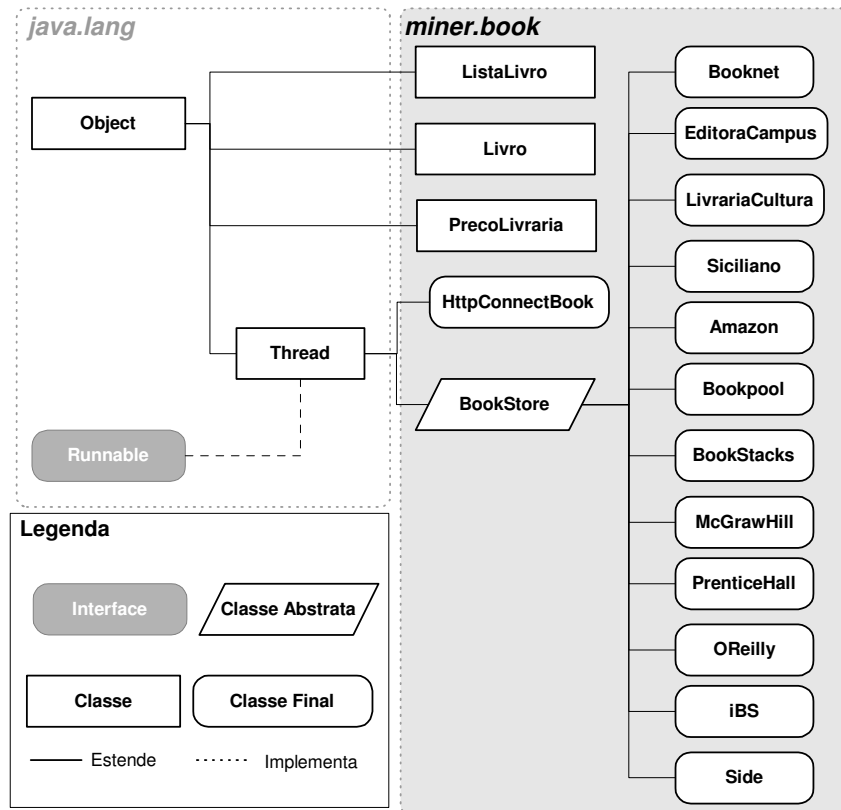 java.lang
Object
Thread
Runnable
miner.book
ListaLivro
Livro
PrecoLivraria
HttpConnectBook
BookStore
Booknet
EditoraCampus
LivrariaCultura
Siciliano
Amazon
Bookpool
BookStacks
McGrawHill
PrenticeHall
OReilly
iBS
Side
Legenda
Interface
Classe Abstrata
Classe
Classe Final
Estende
Implementa